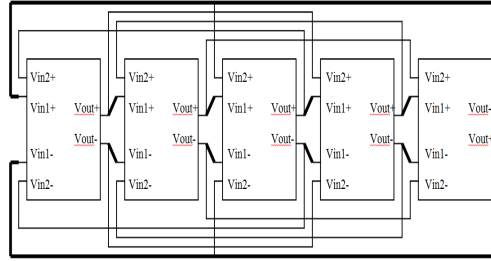 Vin2+ Vin2+ Vin2+ Vin2+ Vin2+
Vin1+ Vout+ Vin1+ Vout+ Vin1+ Vout+ Vin1+ Vout+ Vin1+ Vout-
Vout- Vout- Vout- Vout- Vout+
Vin1- Vin1- Vin1- Vin1- Vin1-
Vin2- Vin2- Vin2- Vin2- Vin2-